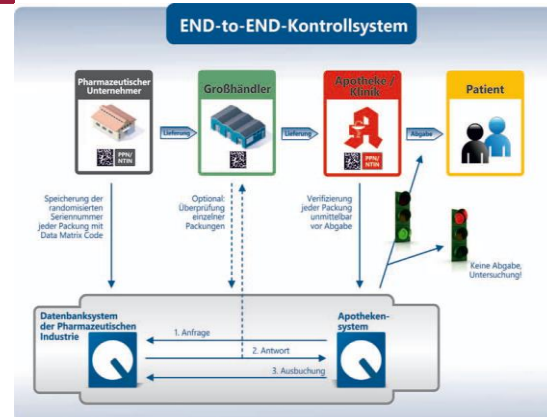 END-to-END-Kontrollsystem
Pharmazeutischer
Unternehmer
Großhändler
Apotheke /
Klinik
Patient
Lieferung
Lieferung
Abgabe
PPN/
NTIN
PPN/
NTIN
Speicherung der
randomisierten
Seriennummer
jeder Packung mit
Data Matrix Code
Optional:
Überprüfung
einzelner
Packungen
Verifizierung
jeder Packung
unmittelbar
vor Abgabe
Keine Abgabe,
Untersuchung!
Datenbanksystem
der Pharmazeutischen
Industrie
Apotheken-
system
1. Anfrage
2. Antwort
3. Ausbuchung